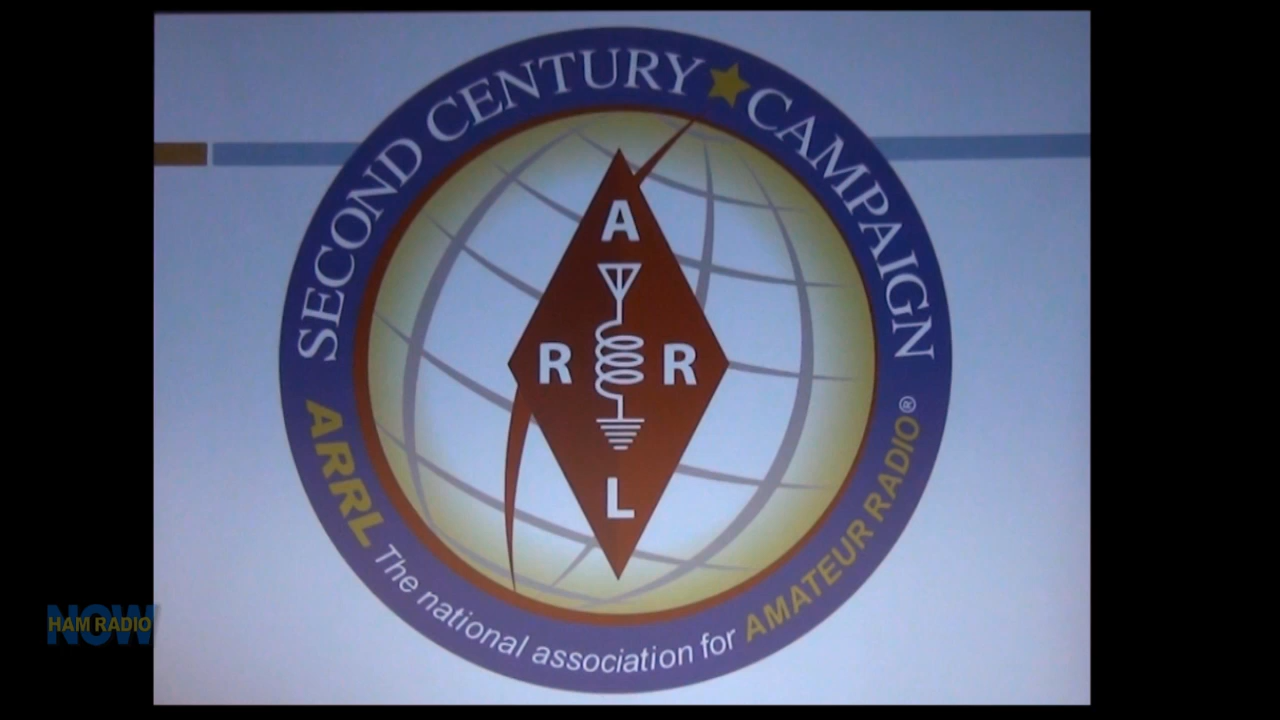 SECOND CENTURY ★ CAMPAIGN
A
R R
L
ARRL The national association for AMATEUR RADIO®
HAM RADIO
NOW